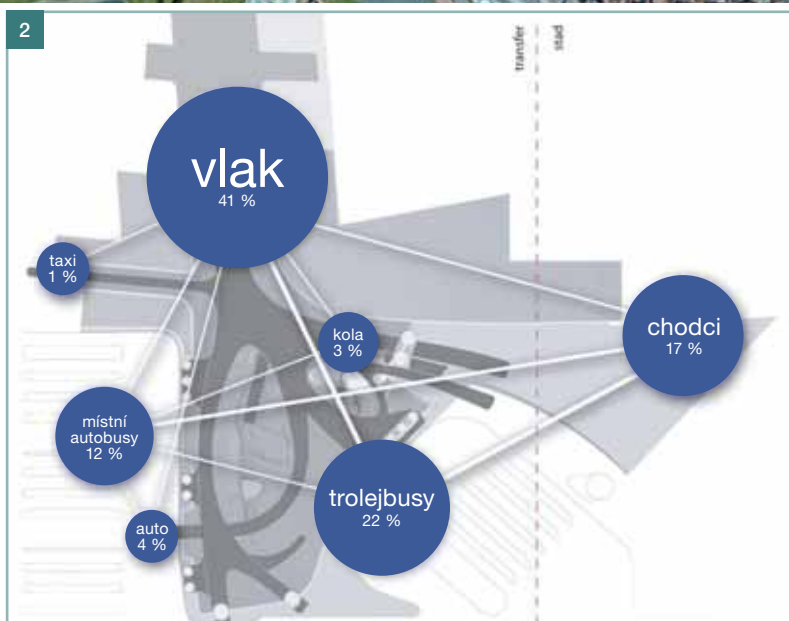 2
transfer
stad
vlak
41 %
taxi
1 %
kola
3 %
chodci
17 %
místní
autobusy
12 %
trolejbusy
22 %
auto
4 %